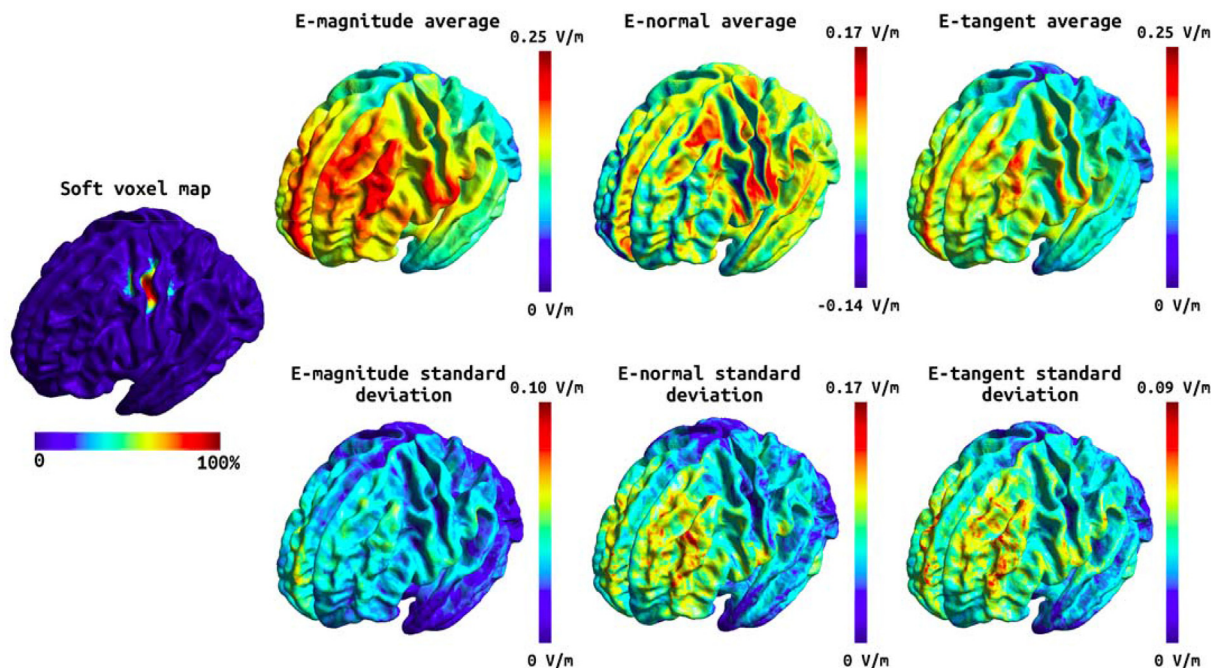 E-magnitude average
E-normal average
E-tangent average
0.25 V/m
0.17 V/m
0.25 V/m
Soft voxel map
0 V/m
-0.14 V/m
0 V/m
0
100%
E-magnitude standard
deviation
0.10 V/m
E-normal standard
deviation
0.17 V/m
E-tangent standard
deviation
0.09 V/m
0 V/m
0 V/m
0 V/m